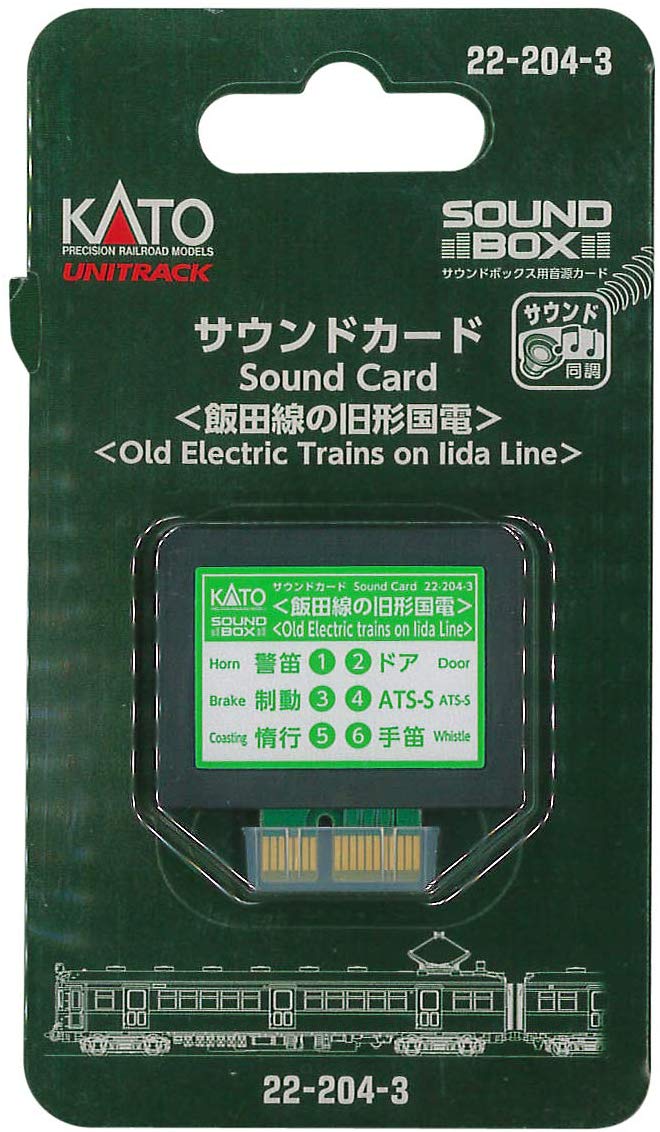 22-204-3
KATO
PRECISION RAILROAD MODELS
UNITRACK
SOUND
BOX
サウンドボックス用音源カード
サウンド
同調
サウンドカード
Sound Card
<飯田線の旧形国電>
<Old Electric Trains on Iida Line>
KATO サウンドカード Sound Card 22-204-3
<飯田線の旧形国電>
SOUND BOX <Old Electric trains on Iida Line>
Horn 警笛 1 2 ドア Door
Brake 制動 3 4 ATS-S ATS-S
Coasting 惰行 5 6 手笛 Whistle
22-204-3